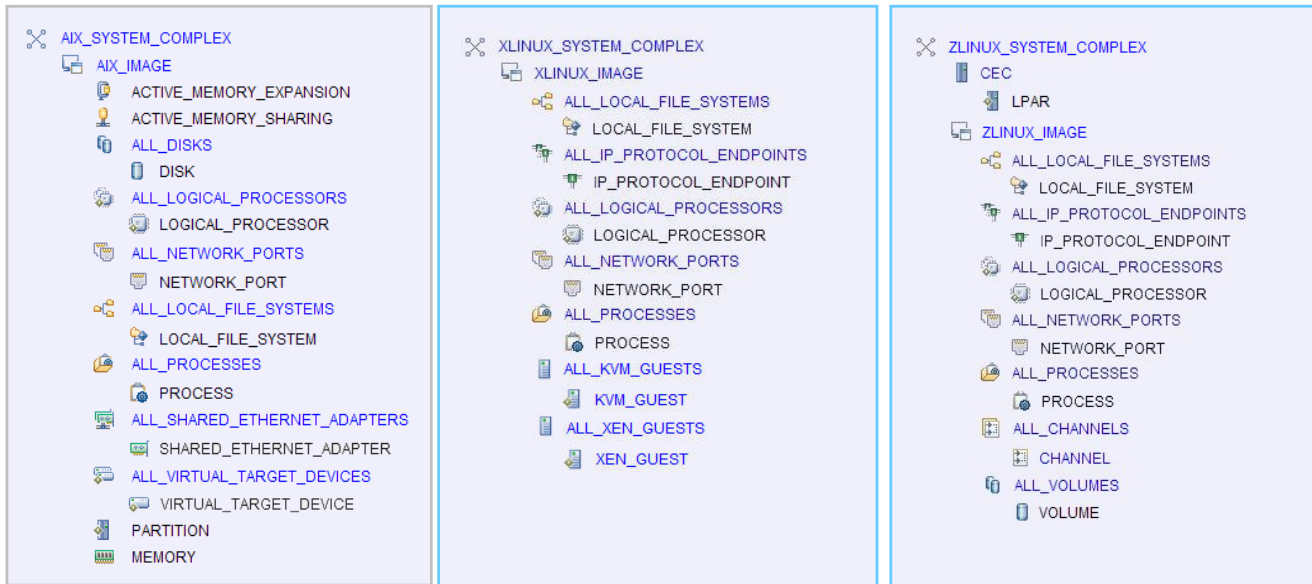 AIX_SYSTEM_COMPLEX
AIX_IMAGE
ACTIVE_MEMORY_EXPANSION
ACTIVE_MEMORY_SHARING
ALL_DISKS
DISK
ALL_LOGICAL_PROCESSORS
LOGICAL_PROCESSOR
ALL_NETWORK_PORTS
NETWORK_PORT
ALL_LOCAL_FILE_SYSTEMS
LOCAL_FILE_SYSTEM
ALL_PROCESSES
PROCESS
ALL_SHARED_ETHERNET_ADAPTERS
SHARED_ETHERNET_ADAPTER
ALL_VIRTUAL_TARGET_DEVICES
VIRTUAL_TARGET_DEVICE
PARTITION
MEMORY
XLINUX_SYSTEM_COMPLEX
XLINUX_IMAGE
ALL_LOCAL_FILE_SYSTEMS
LOCAL_FILE_SYSTEM
ALL_IP_PROTOCOL_ENDPOINTS
IP_PROTOCOL_ENDPOINT
ALL_LOGICAL_PROCESSORS
LOGICAL_PROCESSOR
ALL_NETWORK_PORTS
NETWORK_PORT
ALL_PROCESSES
PROCESS
ALL_KVM_GUESTS
KVM_GUEST
ALL_XEN_GUESTS
XEN_GUEST
ZLINUX_SYSTEM_COMPLEX
CEC
LPAR
ZLINUX_IMAGE
ALL_LOCAL_FILE_SYSTEMS
LOCAL_FILE_SYSTEM
ALL_IP_PROTOCOL_ENDPOINTS
IP_PROTOCOL_ENDPOINT
ALL_LOGICAL_PROCESSORS
LOGICAL_PROCESSOR
ALL_NETWORK_PORTS
NETWORK_PORT
ALL_PROCESSES
PROCESS
ALL_CHANNELS
CHANNEL
ALL_VOLUMES
VOLUME